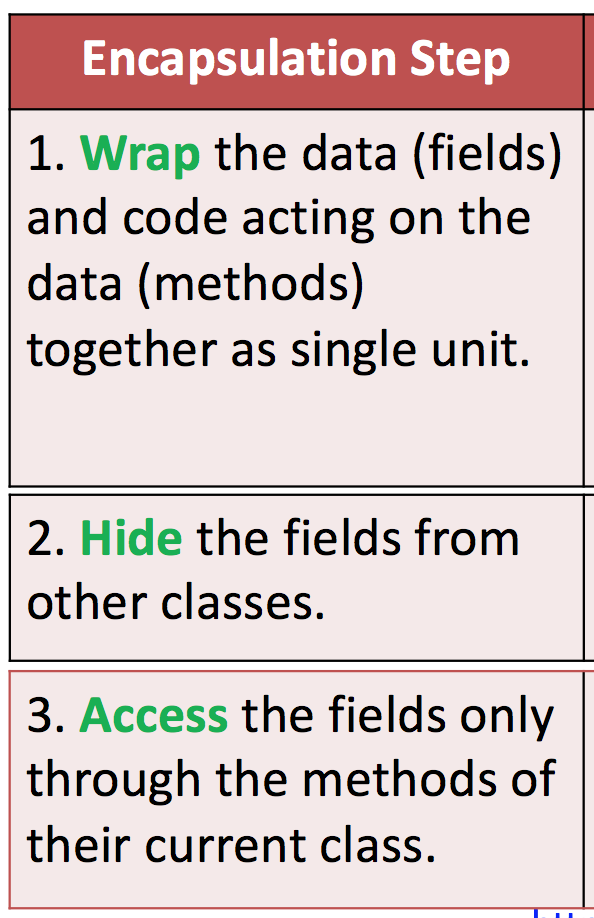 Encapsulation Step
1. Wrap the data (fields)
and code acting on the
data (methods)
together as single unit.
2. Hide the fields from
other classes.
3. Access the fields only
through the methods of
their current class.